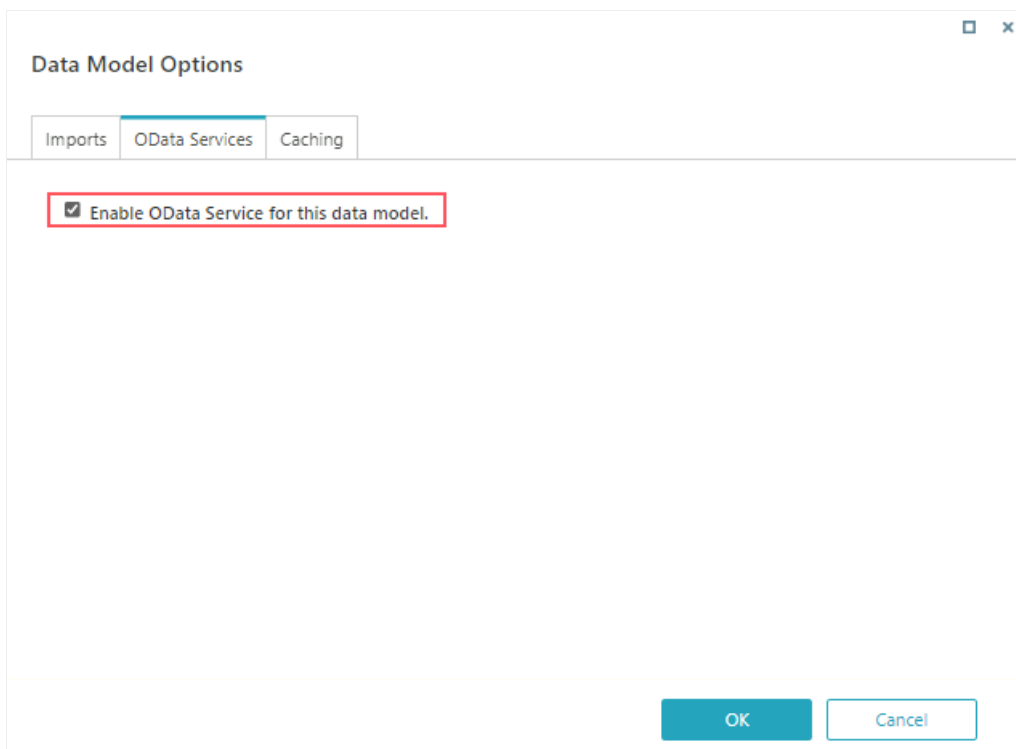 Data Model Options
Imports OData Services Caching
Enable OData Service for this data model.
OK Cancel